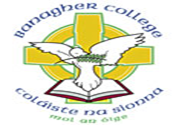 Banagher College
Coláiste na Sionna
mol an óige